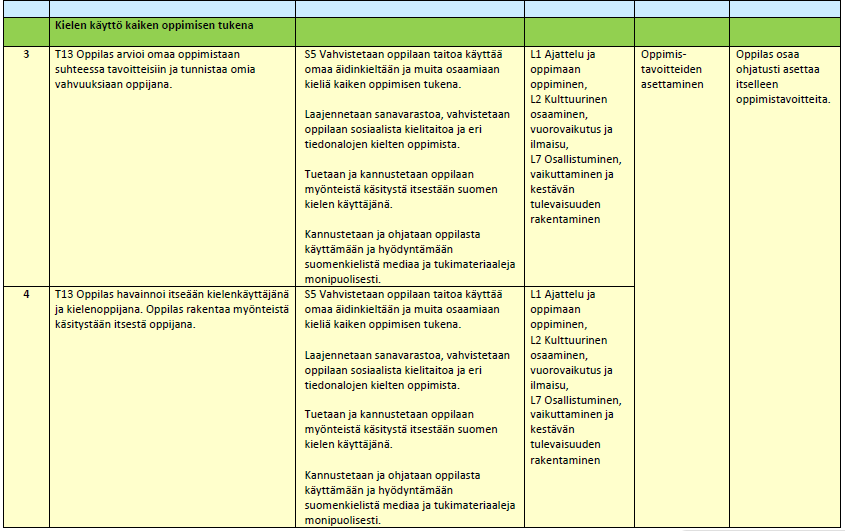 Kielen käyttö kaiken oppimisen tukena
3
T13 Oppilas arvioi omaa oppimistaan
suhteessa tavoitteisiin ja tunnistaa omia
vahvuuksiaan oppijana.
S5 Vahvistetaan oppilaan taitoa käyttää
omaa äidinkieltään ja muita osaamiaan
kieliä kaiken oppimisen tukena.
Laajennetaan sanavarastoa, vahvistetaan
oppilaan sosiaalista kielitaitoa ja eri
tiedonalojen kielten oppimista.
Tuetaan ja kannustetaan oppilaan
myönteistä käsitystä itsestään suomen
kielen käyttäjänä.
Kannustetaan ja ohjataan oppilasta
käyttämään ja hyödyntämään
suomenkielistä mediaa ja tukimateriaaleja
monipuolisesti.
L1 Ajattelu ja
oppimaan
oppiminen,
L2 Kulttuurinen
osaaminen,
vuorovaikutus ja
ilmaisu,
L7 Osallistuminen,
vaikuttaminen ja
kestävän
tulevaisuuden
rakentaminen
Oppimis-
tavoitteiden
asettaminen
Oppilas osaa
ohjatusti asettaa
itselleen
oppimistavoitteita.
4
T13 Oppilas havainnoi itseään kielenkäyttäjänä
ja kielenoppijana. Oppilas rakentaa myönteistä
käsitystään itsestä oppijana.
S5 Vahvistetaan oppilaan taitoa käyttää
omaa äidinkieltään ja muita osaamiaan
kieliä kaiken oppimisen tukena.
Laajennetaan sanavarastoa, vahvistetaan
oppilaan sosiaalista kielitaitoa ja eri
tiedonalojen kielten oppimista.
Tuetaan ja kannustetaan oppilaan
myönteistä käsitystä itsestään suomen
kielen käyttäjänä.
Kannustetaan ja ohjataan oppilasta
käyttämään ja hyödyntämään
suomenkielistä mediaa ja tukimateriaaleja
monipuolisesti.
L1 Ajattelu ja
oppimaan
oppiminen,
L2 Kulttuurinen
osaaminen,
vuorovaikutus ja
ilmaisu,
L7 Osallistuminen,
vaikuttaminen ja
kestävän
tulevaisuuden
rakentaminen